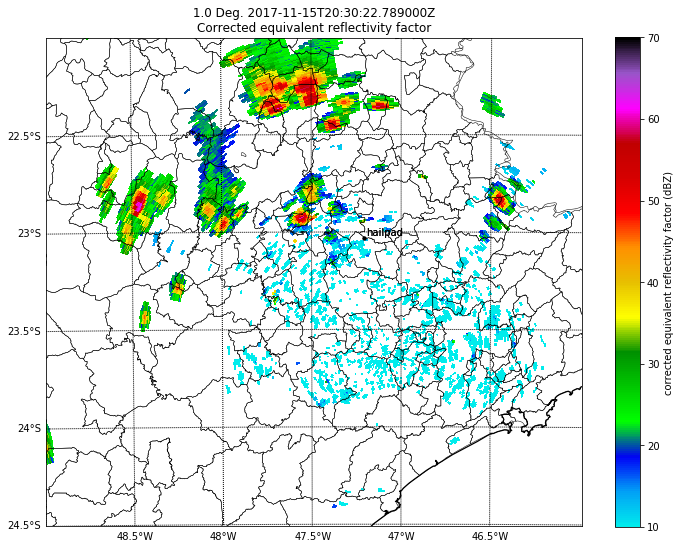 1.0 Deg. 2017-11-15T20:30:22.789000Z
Corrected equivalent reflectivity factor
22.5°S
23°S
23.5°S
24°S
24.5°S
48.5°W
48°W
47.5°W
47°W
46.5°W
hailpad
70
60
50
40
30
20
10
corrected equivalent reflectivity factor (dBZ)